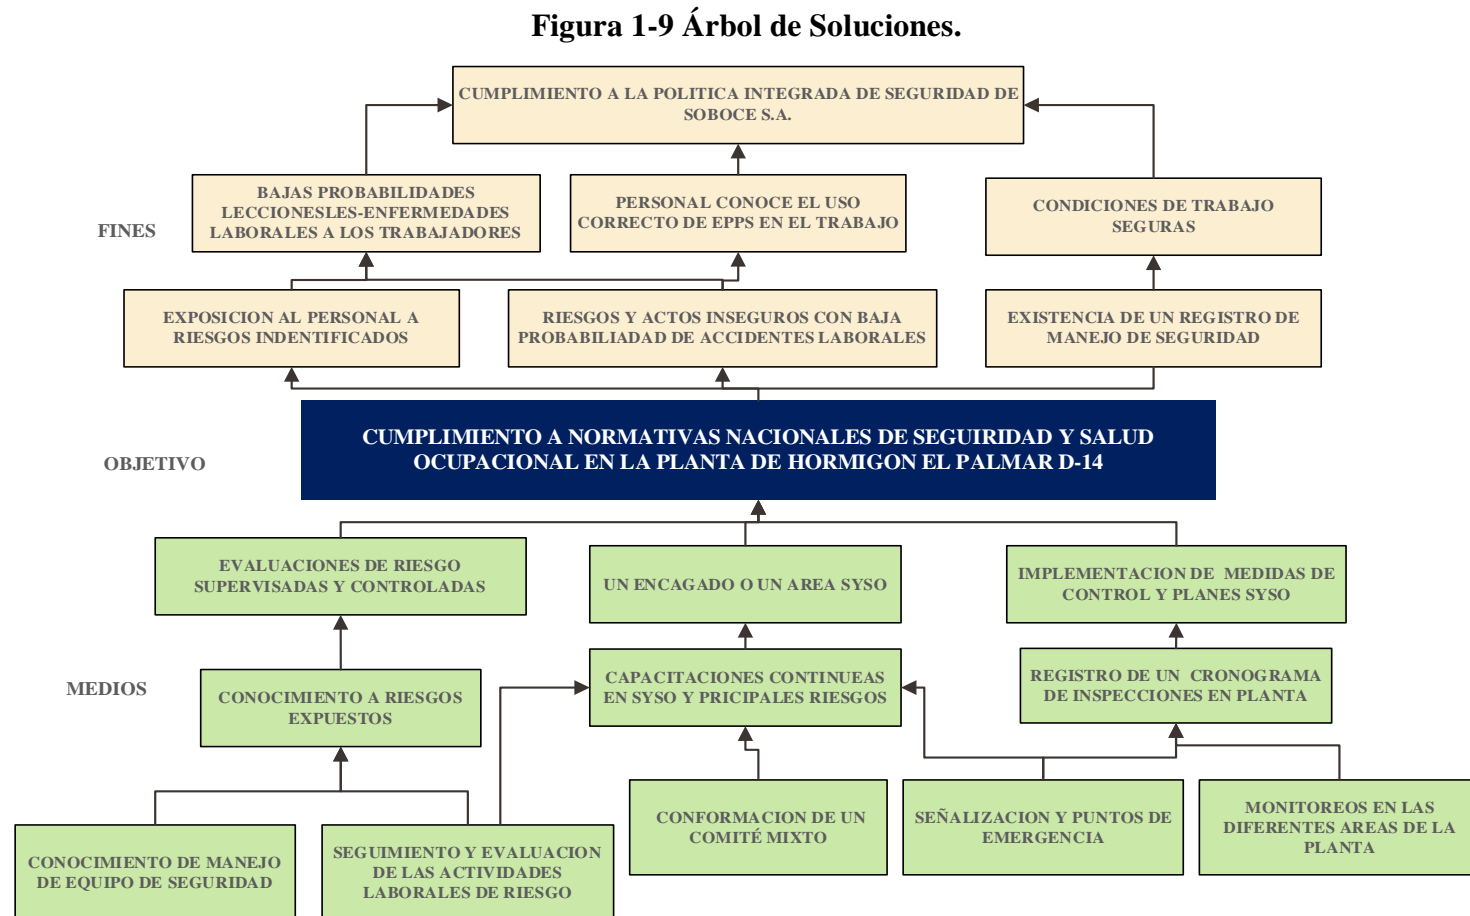 Figura 1-9 Árbol de Soluciones.
CUMPLIMIENTO A LA POLITICA INTEGRADA DE SEGURIDAD DE
SOBOCE S.A.
BAJAS PROBABILIDADES
LECCIONESLES-ENFERMEDADES
LABORALES A LOS TRABAJADORES
PERSONAL CONOCE EL USO
CORRECTO DE EPPS EN EL TRABAJO
CONDICIONES DE TRABAJO
SEGURAS
FINES
EXPOSICION AL PERSONAL A
RIESGOS INDENTIFICADOS
RIESGOS Y ACTOS INSEGUROS CON BAJA
PROBABILIADAD DE ACCIDENTES LABORALES
EXISTENCIA DE UN REGISTRO DE
MANEJO DE SEGURIDAD
CUMPLIMIENTO A NORMATIVAS NACIONALES DE SEGUIRIDAD Y SALUD
OCUPACIONAL EN LA PLANTA DE HORMIGON EL PALMAR D-14
OBJETIVO
EVALUACIONES DE RIESGO
SUPERVISADAS Y CONTROLADAS
UN ENCAGADO O UN AREA SYSO
IMPLEMENTACION DE MEDIDAS DE
CONTROL Y PLANES SYSO
MEDIOS
CONOCIMIENTO A RIESGOS
EXPUESTOS
CAPACITACIONES CONTINUEAS
EN SYSO Y PRICIPALES RIESGOS
REGISTRO DE UN CRONOGRAMA
DE INSPECCIONES EN PLANTA
CONOCIMIENTO DE MANEJO
DE EQUIPO DE SEGURIDAD
SEGUIMIENTO Y EVALUACION
DE LAS ACTIVIDADES
LABORALES DE RIESGO
CONFORMACION DE UN
COMITÉ MIXTO
SEÑALIZACION Y PUNTOS DE
EMERGENCIA
MONITOREOS EN LAS
DIFERENTES AREAS DE LA
PLANTA